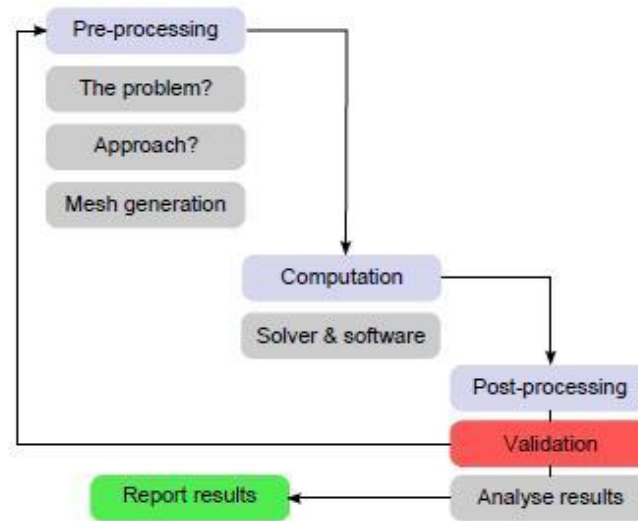 Pre-processing
The problem?
Approach?
Mesh generation
Computation
Solver & software
Post-processing
Validation
Report results
Analyse results